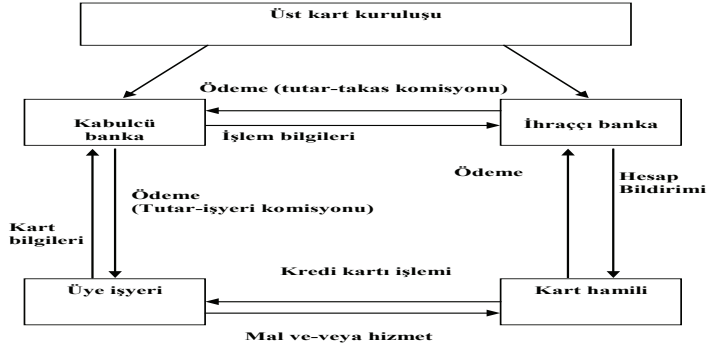 Üst kart kuruluşu
Ödeme (tutar-takas komisyonu)
Kabulcü
banka
İhraççı banka
İşlem bilgileri
Ödeme
Hesap
Bildirimi
Ödeme
(Tutar-işyeri komisyonu)
Kart
bilgileri
Kredi kartı işlemi
Üye işyeri
Kart hamili
Mal ve-veya hizmet